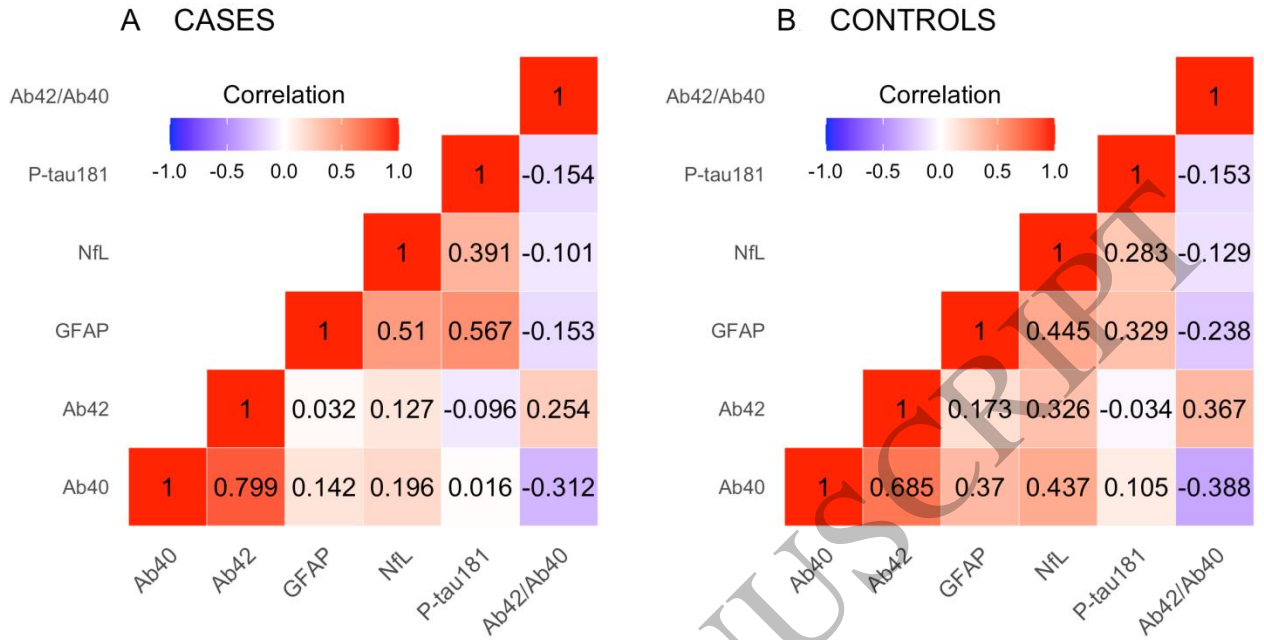 A CASES
Ab42/Ab40
Correlation
-1.0 -0.5 0.0 0.5 1.0
1
P-tau181
1 -0.154
NfL
1 0.391 -0.101
GFAP
1 0.51 0.567 -0.153
Ab42
1 0.032 0.127 -0.096 0.254
Ab40
1 0.799 0.142 0.196 0.016 -0.312
Ab40 Ab42 GFAP NfL P-tau181 Ab42/Ab40
B CONTROLS
Ab42/Ab40
Correlation
-1.0 -0.5 0.0 0.5 1.0
1
P-tau181
1 -0.153
NfL
1 0.283 -0.129
GFAP
1 0.445 0.329 -0.238
Ab42
1 0.173 0.326 -0.034 0.367
Ab40
1 0.685 0.37 0.437 0.105 -0.388
Ab40 Ab42 GFAP NfL P-tau181 Ab42/Ab40
USCRIPT